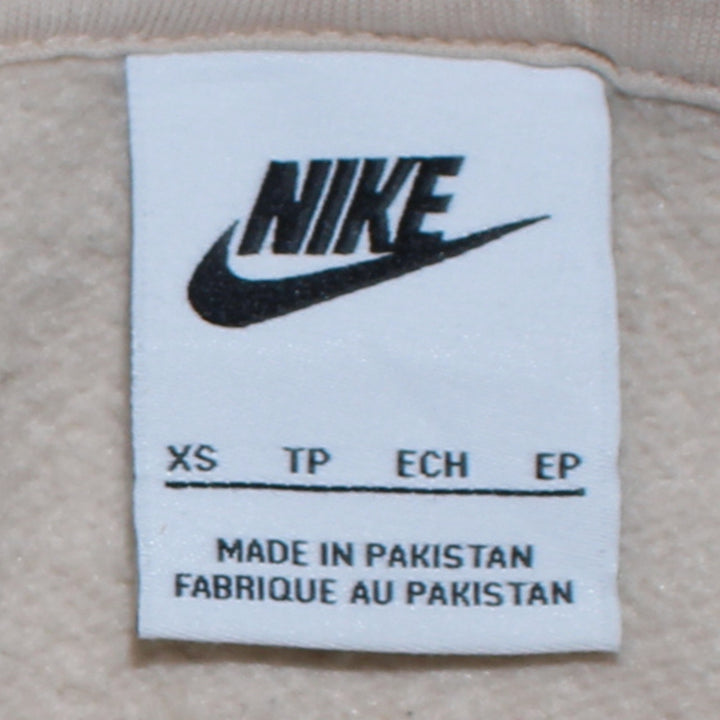 NIKE
XS TP ECH EP
MADE IN PAKISTAN
FABRIQUE AU PAKISTAN